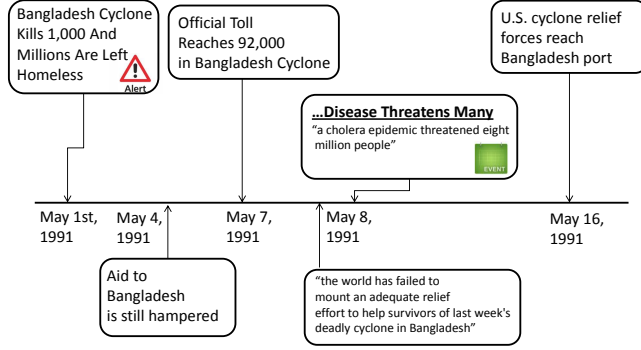 Bangladesh Cyclone
Kills 1,000 And
Millions Are Left
Homeless
Alert
Official Toll
Reaches 92,000
in Bangladesh Cyclone
U.S. cyclone relief
forces reach
Bangladesh port
...Disease Threatens Many
"a cholera epidemic threatened eight
million people"
EVENT
May 1st,
1991
May 4,
1991
May 7,
1991
May 8,
1991
May 16,
1991
Aid to
Bangladesh
is still hampered
"the world has failed to
mount an adequate relief
effort to help survivors of last week's
deadly cyclone in Bangladesh"